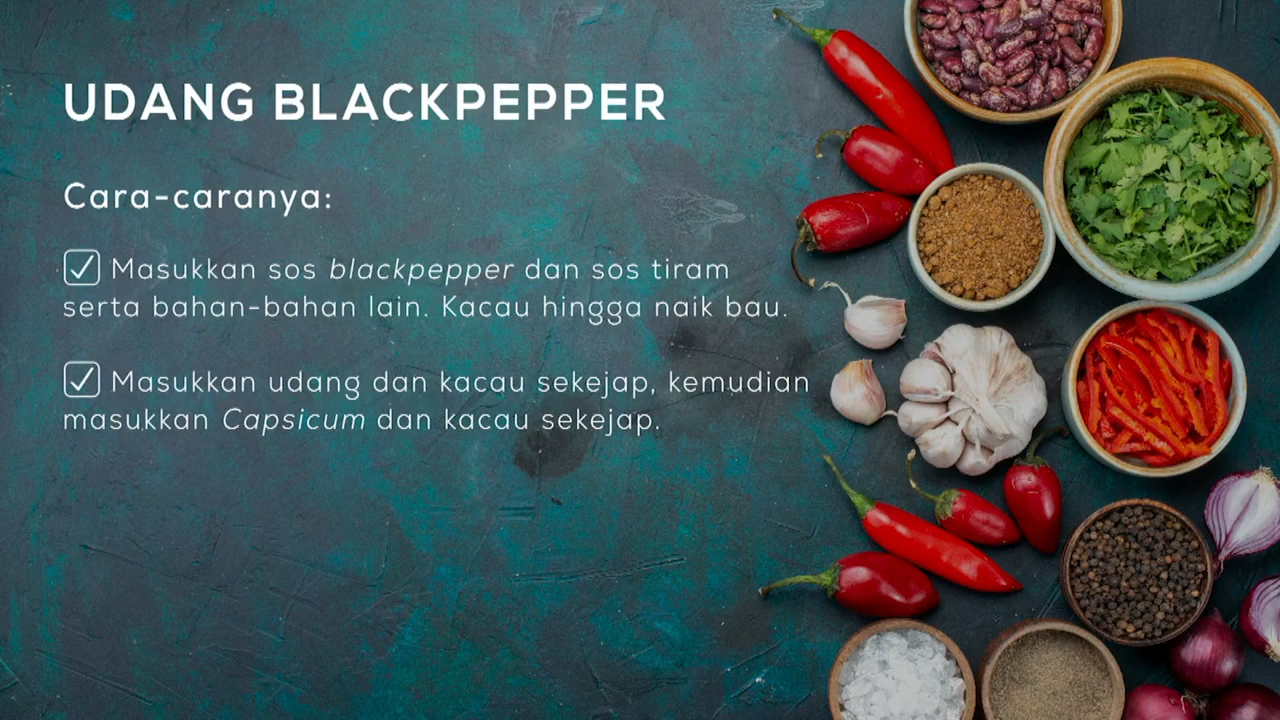 UDANG BLACKPEPPER
Cara-caranya:
☑ Masukkan sos blackpepper dan sos tiram
serta bahan-bahan lain. Kacau hingga naik bau.
☑ Masukkan udang dan kacau sekejap, kemudian
masukkan Capsicum dan kacau sekejap.